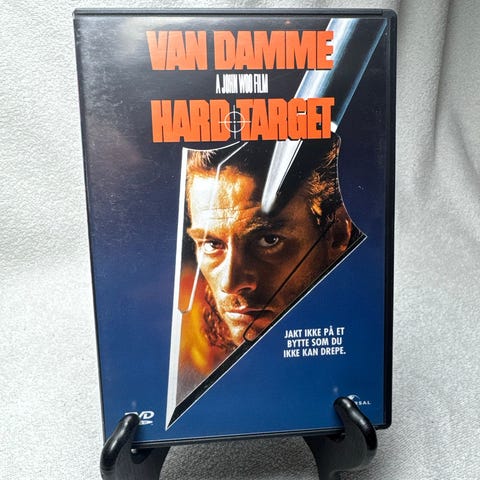 VAN DAMME
A JOHN WOO FILM
HARD TARGET
JAKT IKKE PÅ ET
BYTTE SOM DU
IKKE KAN DREPE.